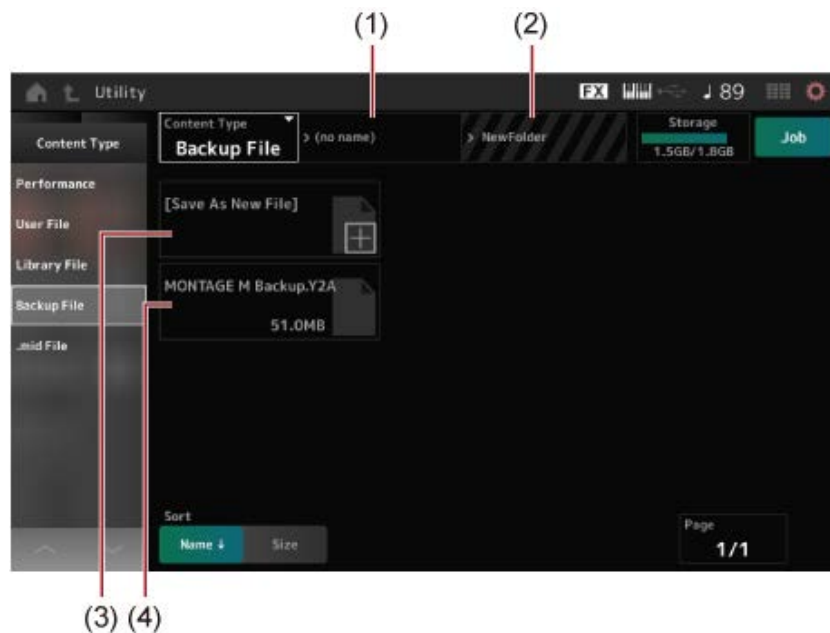 (1) (2)
Utility
FX
♩ 89
Content Type
Performance
User File
Library File
Backup File
.mid File
Content Type
Backup File
> (no name)
> NewFolder
Storage
1.5GB/1.8GB
Job
[Save As New File]
MONTAGE M Backup.Y2A
51.0MB
Sort
Name ↓
Size
Page
1/1
(3) (4)